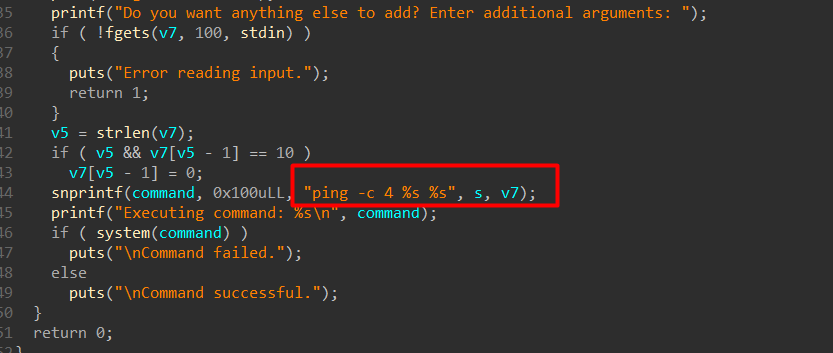 35 printf("Do you want anything else to add? Enter additional arguments: ");
36 if ( !fgets(v7, 100, stdin) )
37 {
38 puts("Error reading input.");
39 return 1;
40 }
41 v5 = strlen(v7);
42 if ( v5 && v7[v5 - 1] == 10 )
43 v7[v5 - 1] = 0;
44 snprintf(command, 0x100uLL, "ping -c 4 %s %s", s, v7);
45 printf("Executing command: %s\n", command);
46 if ( system(command) )
47 puts("\nCommand failed.");
48 else
49 puts("\nCommand successful.");
50 }
51 return 0;
52 }